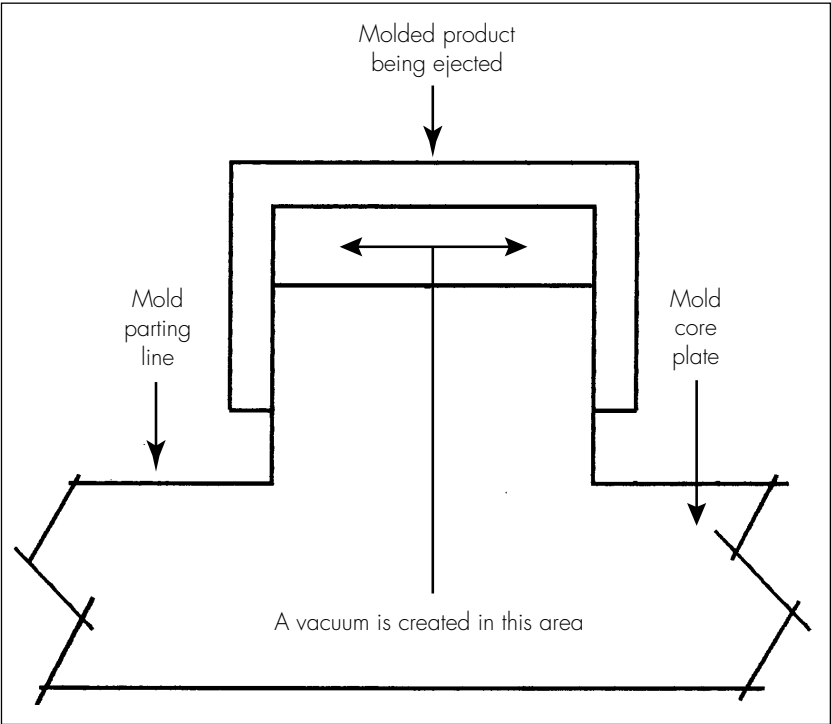 Molded product
being ejected
Mold
parting
line
Mold
core
plate
A vacuum is created in this area